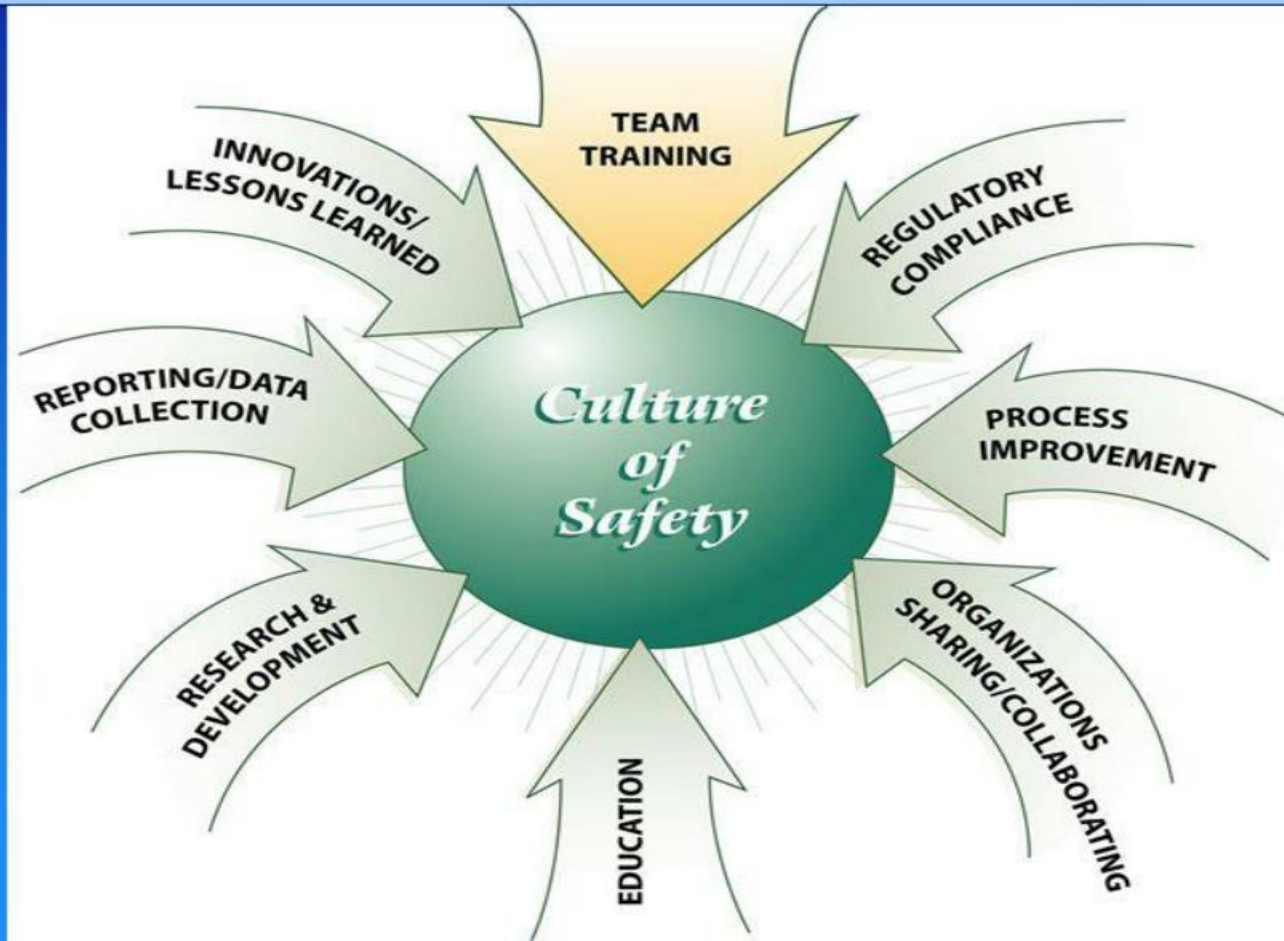 TEAM
TRAINING
INNOVATIONS/
LESSONS LEARNED
REGULATORY
COMPLIANCE
REPORTING/DATA
COLLECTION
Culture
of
Safety
PROCESS
IMPROVEMENT
RESEARCH &
DEVELOPMENT
EDUCATION
ORGANIZATIONS
SHARING/COLLABORATING